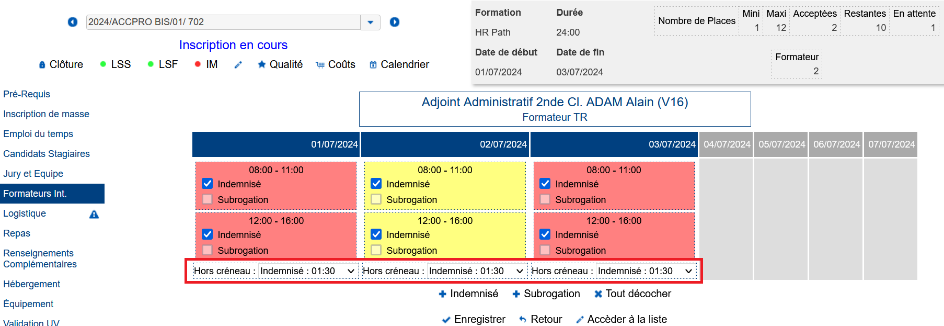 2024/ACCPRO BIS/01/ 702
Inscription en cours
Clôture LSS LSF IM Qualité Coûts Calendrier
Formation Durée
HR Path 24:00
Date de début Date de fin
01/07/2024 03/07/2024
Mini Maxi Acceptées Restantes En attente
Nombre de Places 1 12 2 10 1
Formateur
2
Pré-Requis
Inscription de masse
Emploi du temps
Candidats Stagiaires
Jury et Equipe
Formateurs Int.
Logistique
Repas
Renseignements
Complémentaires
Hébergement
Équipement
Validation UV
Adjoint Administratif 2nde Cl. ADAM Alain (V16)
Formateur TR
01/07/2024 02/07/2024 03/07/2024 04/07/2024 05/07/2024 06/07/2024 07/07/2024
08:00 - 11:00 08:00 - 11:00 08:00 - 11:00
Indemnisé Indemnisé Indemnisé
Subrogation Subrogation Subrogation
12:00 - 16:00 12:00 - 16:00 12:00 - 16:00
Indemnisé Indemnisé Indemnisé
Subrogation Subrogation Subrogation
Hors créneau : Indemnisé : 01:30 Hors créneau : Indemnisé : 01:30 Hors créneau : Indemnisé : 01:30
Indemnisé Subrogation Tout décocher
Enregistrer Retour Accèder à la liste